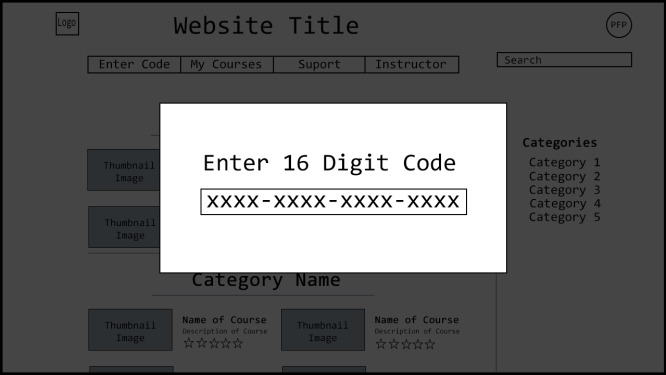 Logo
Website Title
PFP
Enter Code My Courses Suport Instructor
Search
Enter 16 Digit Code
xxxx-xxxx-xxxx-xxxx
Categories
Category 1
Category 2
Category 3
Category 4
Category 5
Thumbnail
Image
Thumbnail
Image
Category Name
Thumbnail
Image
Name of Course
Description of Course
Thumbnail
Image
Name of Course
Description of Course